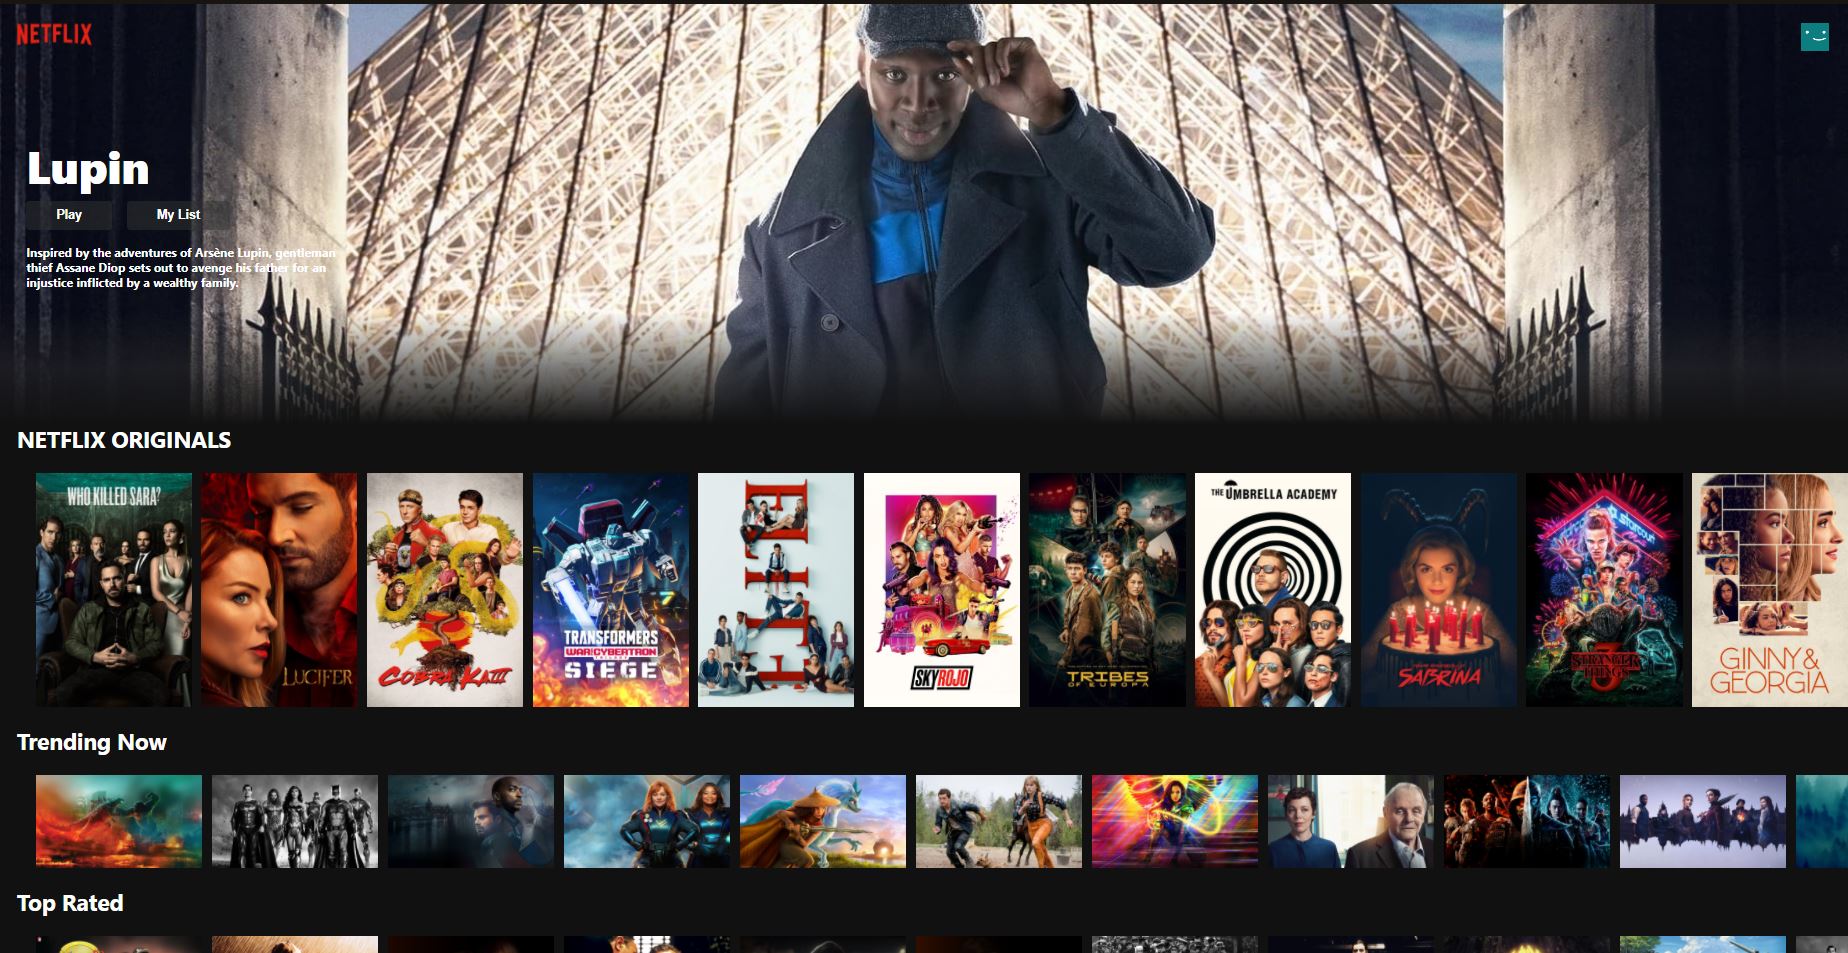 NETFLIX
Lupin
Play
My List
Inspired by the adventures of Arsène Lupin, gentleman
thief Assane Diop sets out to avenge his father for an
injustice inflicted by a wealthy family.
NETFLIX ORIGINALS
WHO KILLED SARA?
LUCIFER
COBRA KAI III
TRANSFORMERS
WAR FOR CYBERTRON
SIEGE
ELITE
SKY ROJO
TRIBES
OF EUROPA
THE UMBRELLA ACADEMY
SABRINA
STRANGER
THINGS
3
GINNY &
GEORGIA
Trending Now
Top Rated